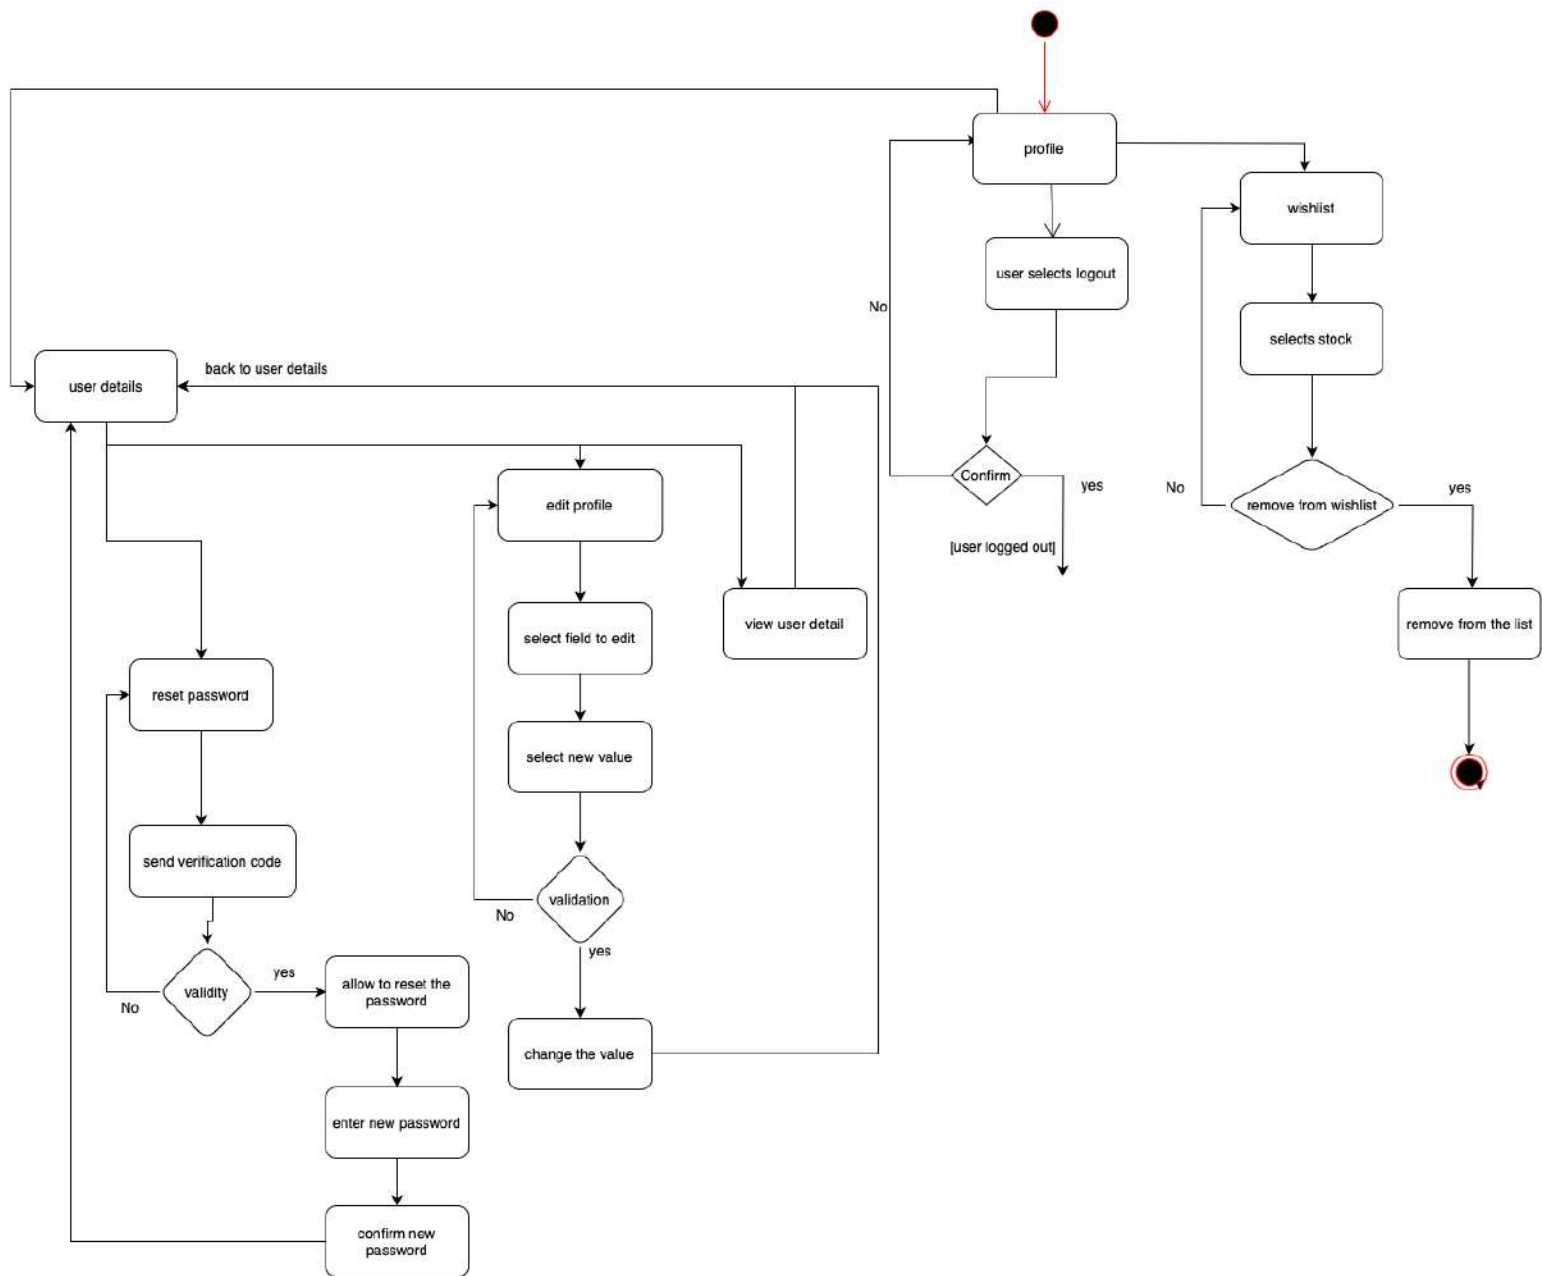 profile
wishlist
user selects logout
No
selects stock
back to user details
user details
Confirm
yes
No
yes
edit profile
remove from wishlist
[user logged out]
select field to edit
view user detail
remove from the list
reset password
select new value
send verification code
validation
No
yes
validity
yes
No
allow to reset the
password
change the value
enter new password
confirm new
password